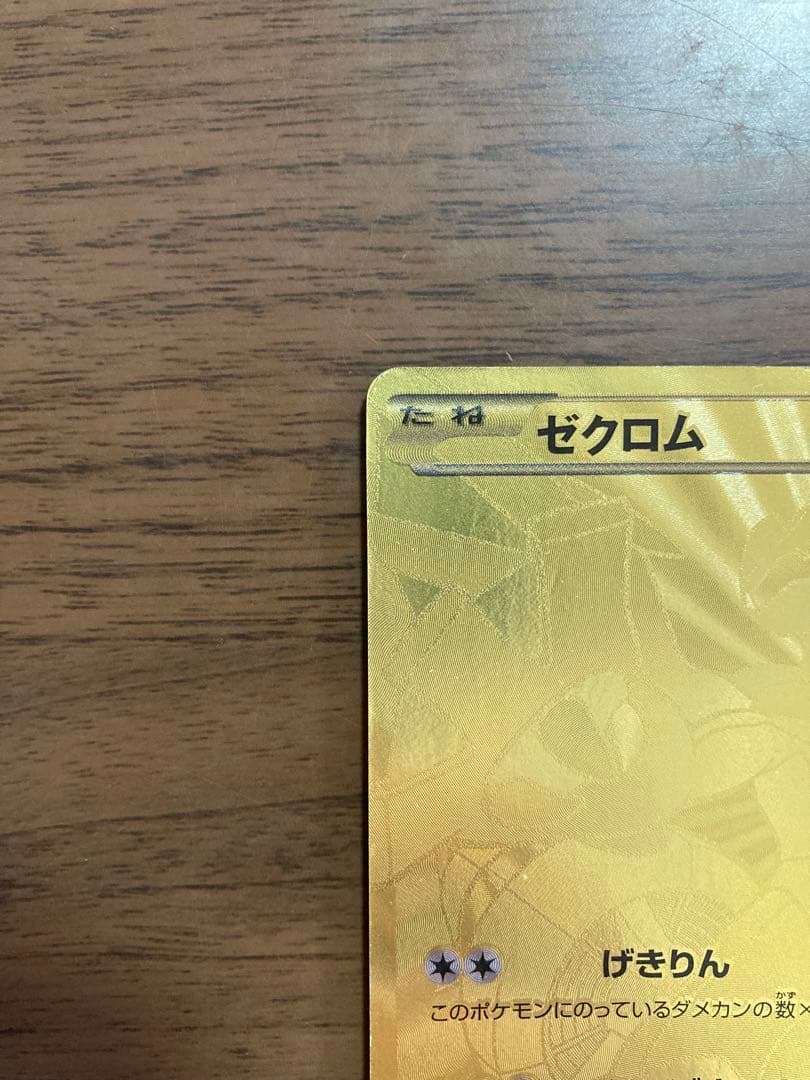 たね
ゼクロム
げきりん
このポケモンにのっているダメカンの数×
かず